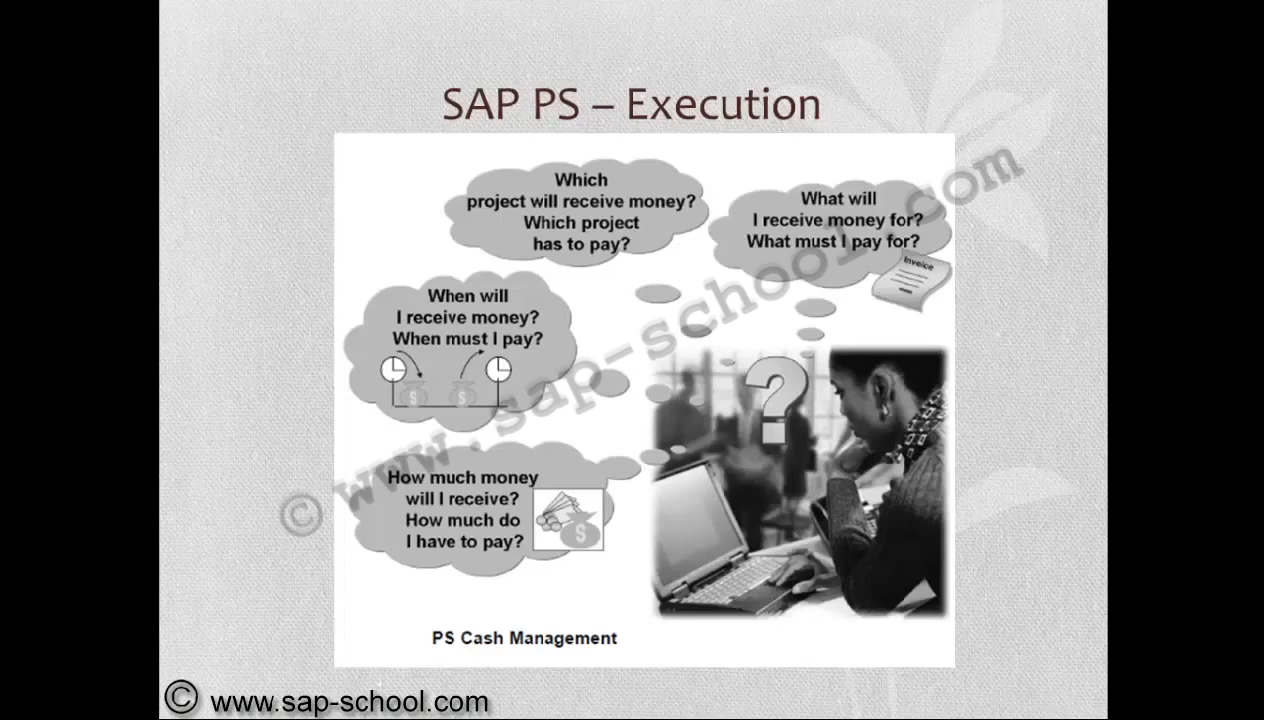 SAP PS – Execution
Which
project will receive money?
Which project
has to pay?
What will
I receive money for?
What must I pay for?
Invoice
When will
I receive money?
When must I pay?
$ $
How much money
will I receive?
How much do
I have to pay?
$
?
© www.sap-school.com
PS Cash Management
© www.sap-school.com